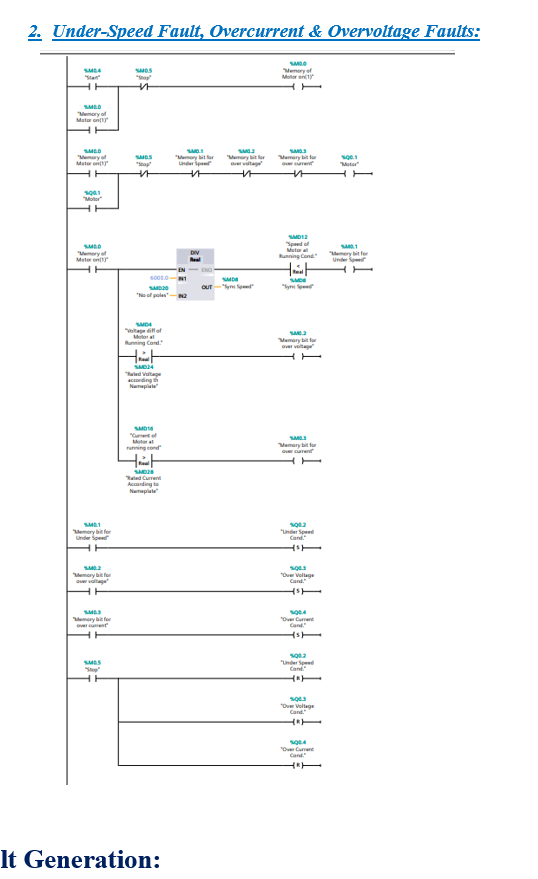 2. Under-Speed Fault, Overcurrent & Overvoltage Faults:
%M0.4 %M0.5 %M0.0
"Start" "Stop" "Memory of
Motor on(1)"
%M0.0
"Memory of
Motor on(1)"
%M0.0 %M0.5 %M0.1 %M0.2 %M0.3 %Q0.1
"Memory of "Stop" "Memory bit for "Memory bit for "Memory bit for "Motor"
Motor on(1)" Under Speed" over voltage" over current"
%Q0.1
"Motor"
%M0.0 DIV %MD12 %M0.1
"Memory of Real "Speed of "Memory bit for
Motor on(1)" Motor at Under Speed"
Running Cond."
EN ENO <
6000.0 IN1 Real
%MD20 OUT %MD8 %MD8
"No of poles" IN2 "Sync Speed" "Sync Speed"
%MD4 %M0.2
"Voltage diff of "Memory bit for
Motor at over voltage"
Running Cond."
>
Real
%MD24
"Rated Voltage
according th
Nameplate"
%MD16 %M0.3
"Current of "Memory bit for
Motor at over current"
running cond"
>
Real
%MD28
"Rated Current
According to
Nameplate"
%M0.1 %Q0.2
"Memory bit for "Under Speed
Under Speed" Cond."
S
%M0.2 %Q0.3
"Memory bit for "Over Voltage
over voltage" Cond."
S
%M0.3 %Q0.4
"Memory bit for "Over Current
over current" Cond."
S
%M0.5 %Q0.2
"Stop" "Under Speed
Cond."
R
%Q0.3
"Over Voltage
Cond."
R
%Q0.4
"Over Current
Cond."
R
lt Generation: